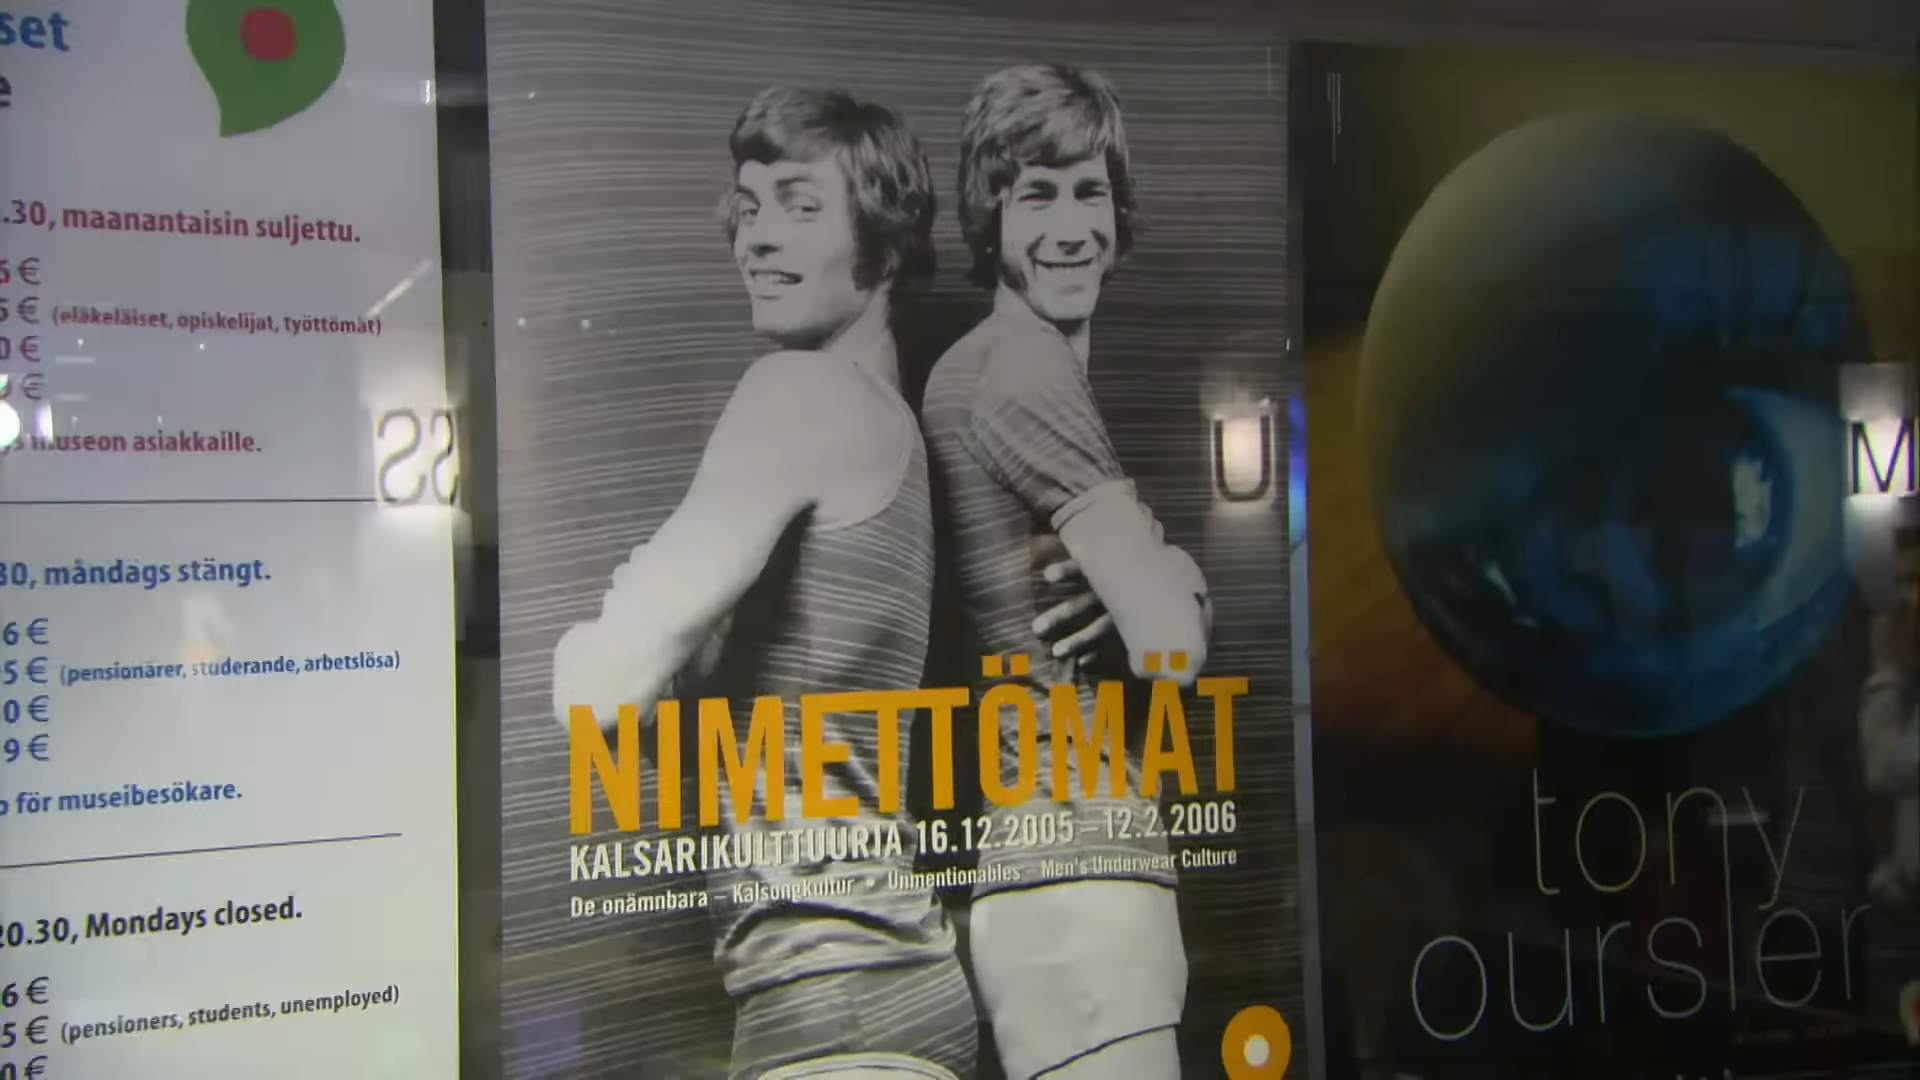 set
.30, maanantaisin suljettu.
€
5 € (eläkeläiset, opiskelijat, työttömät)
0 €
€
museon asiakkaille.
30, måndags stängt.
6 €
5 € (pensionärer, studerande, arbetslösa)
0 €
9 €
för museibesökare.
20.30, Mondays closed.
6 €
5 € (pensioners, students, unemployed)
0 €
NIMETTÖMÄT
KALSARIKULTTUURIA 16.12.2005–12.2.2006
De onämnbara – Kalsongkultur • Unmentionables – Men's Underwear Culture
U
M
tony
oursler